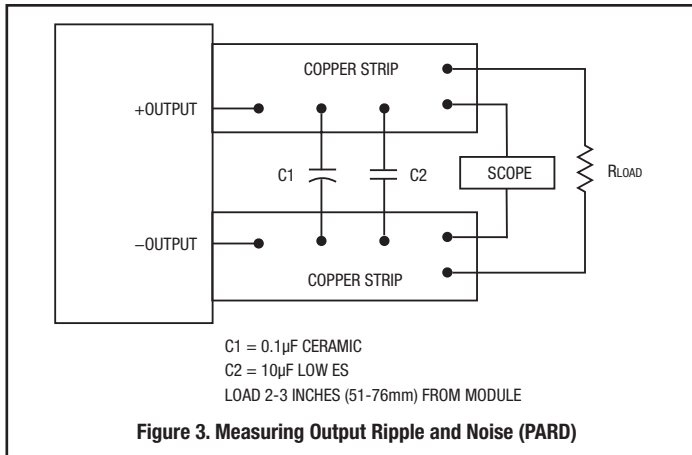 COPPER STRIP
+OUTPUT
C1
C2
SCOPE
RLOAD
−OUTPUT
COPPER STRIP
C1 = 0.1µF CERAMIC
C2 = 10µF LOW ES
LOAD 2-3 INCHES (51-76mm) FROM MODULE
Figure 3. Measuring Output Ripple and Noise (PARD)